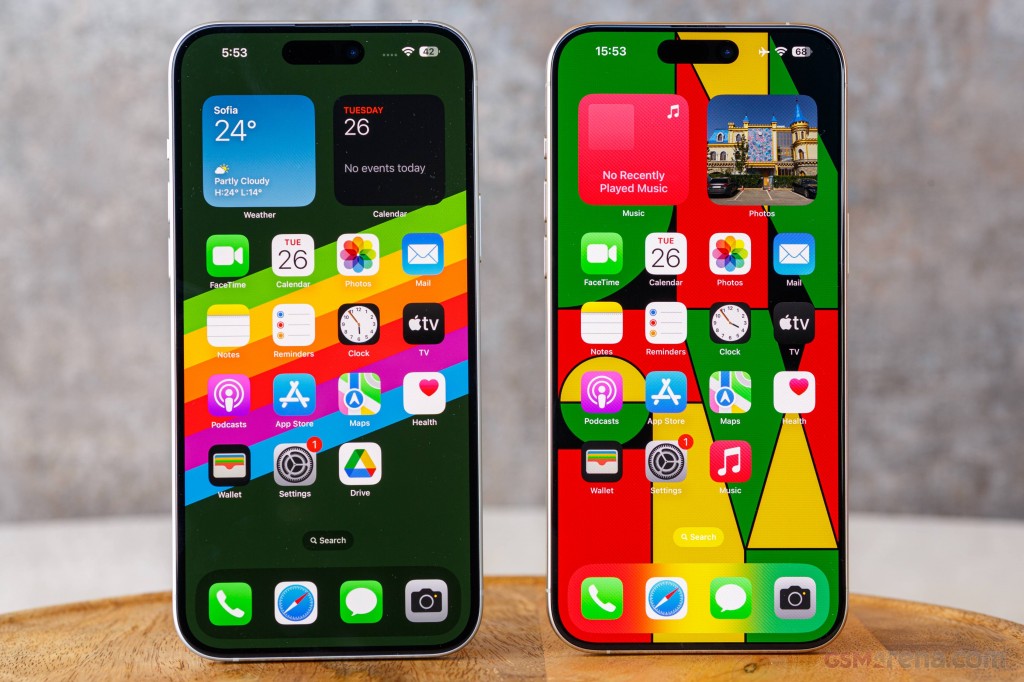 5:53
42
Sofia
24°
Partly Cloudy
H:24° L:14°
Weather
TUESDAY
26
No events today
Calendar
FaceTime
TUE
26
Calendar
Photos
Mail
Notes
Reminders
Clock
tv
TV
Podcasts
App Store
Maps
Health
Wallet
1
Settings
Drive
Search
15:53
68
No Recently
Played Music
Music
Photos
FaceTime
TUE
26
Calendar
Photos
Mail
Notes
Reminders
Clock
tv
TV
Podcasts
App Store
Maps
Health
Wallet
1
Settings
Music
Search
GSMarena.com